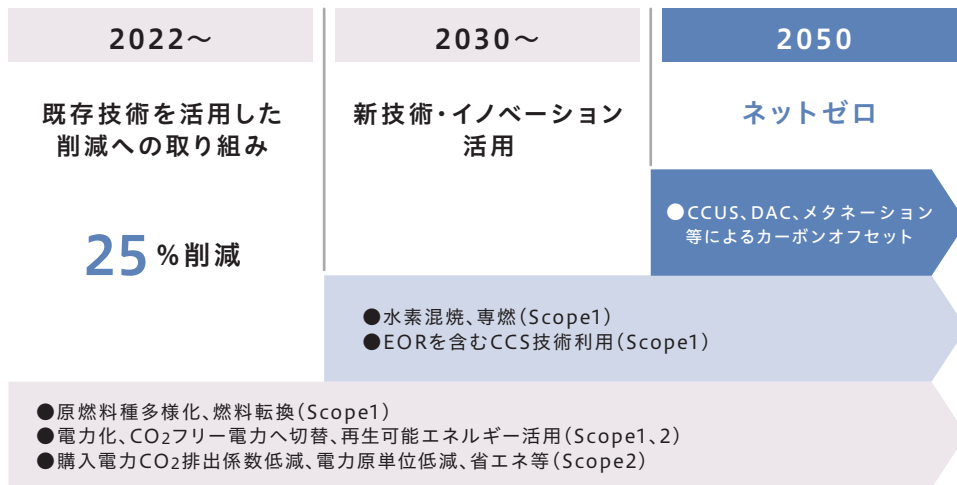 2022～
2030～
2050
既存技術を活用した
削減への取り組み
新技術・イノベーション
活用
ネットゼロ
25%削減
●CCUS、DAC、メタネーション
等によるカーボンオフセット
●水素混焼、専燃(Scope1)
●EORを含むCCS技術利用(Scope1)
●原燃料種多様化、燃料転換(Scope1)
●電力化、CO2フリー電力へ切替、再生可能エネルギー活用(Scope1、2)
●購入電力CO2排出係数低減、電力原単位低減、省エネ等(Scope2)